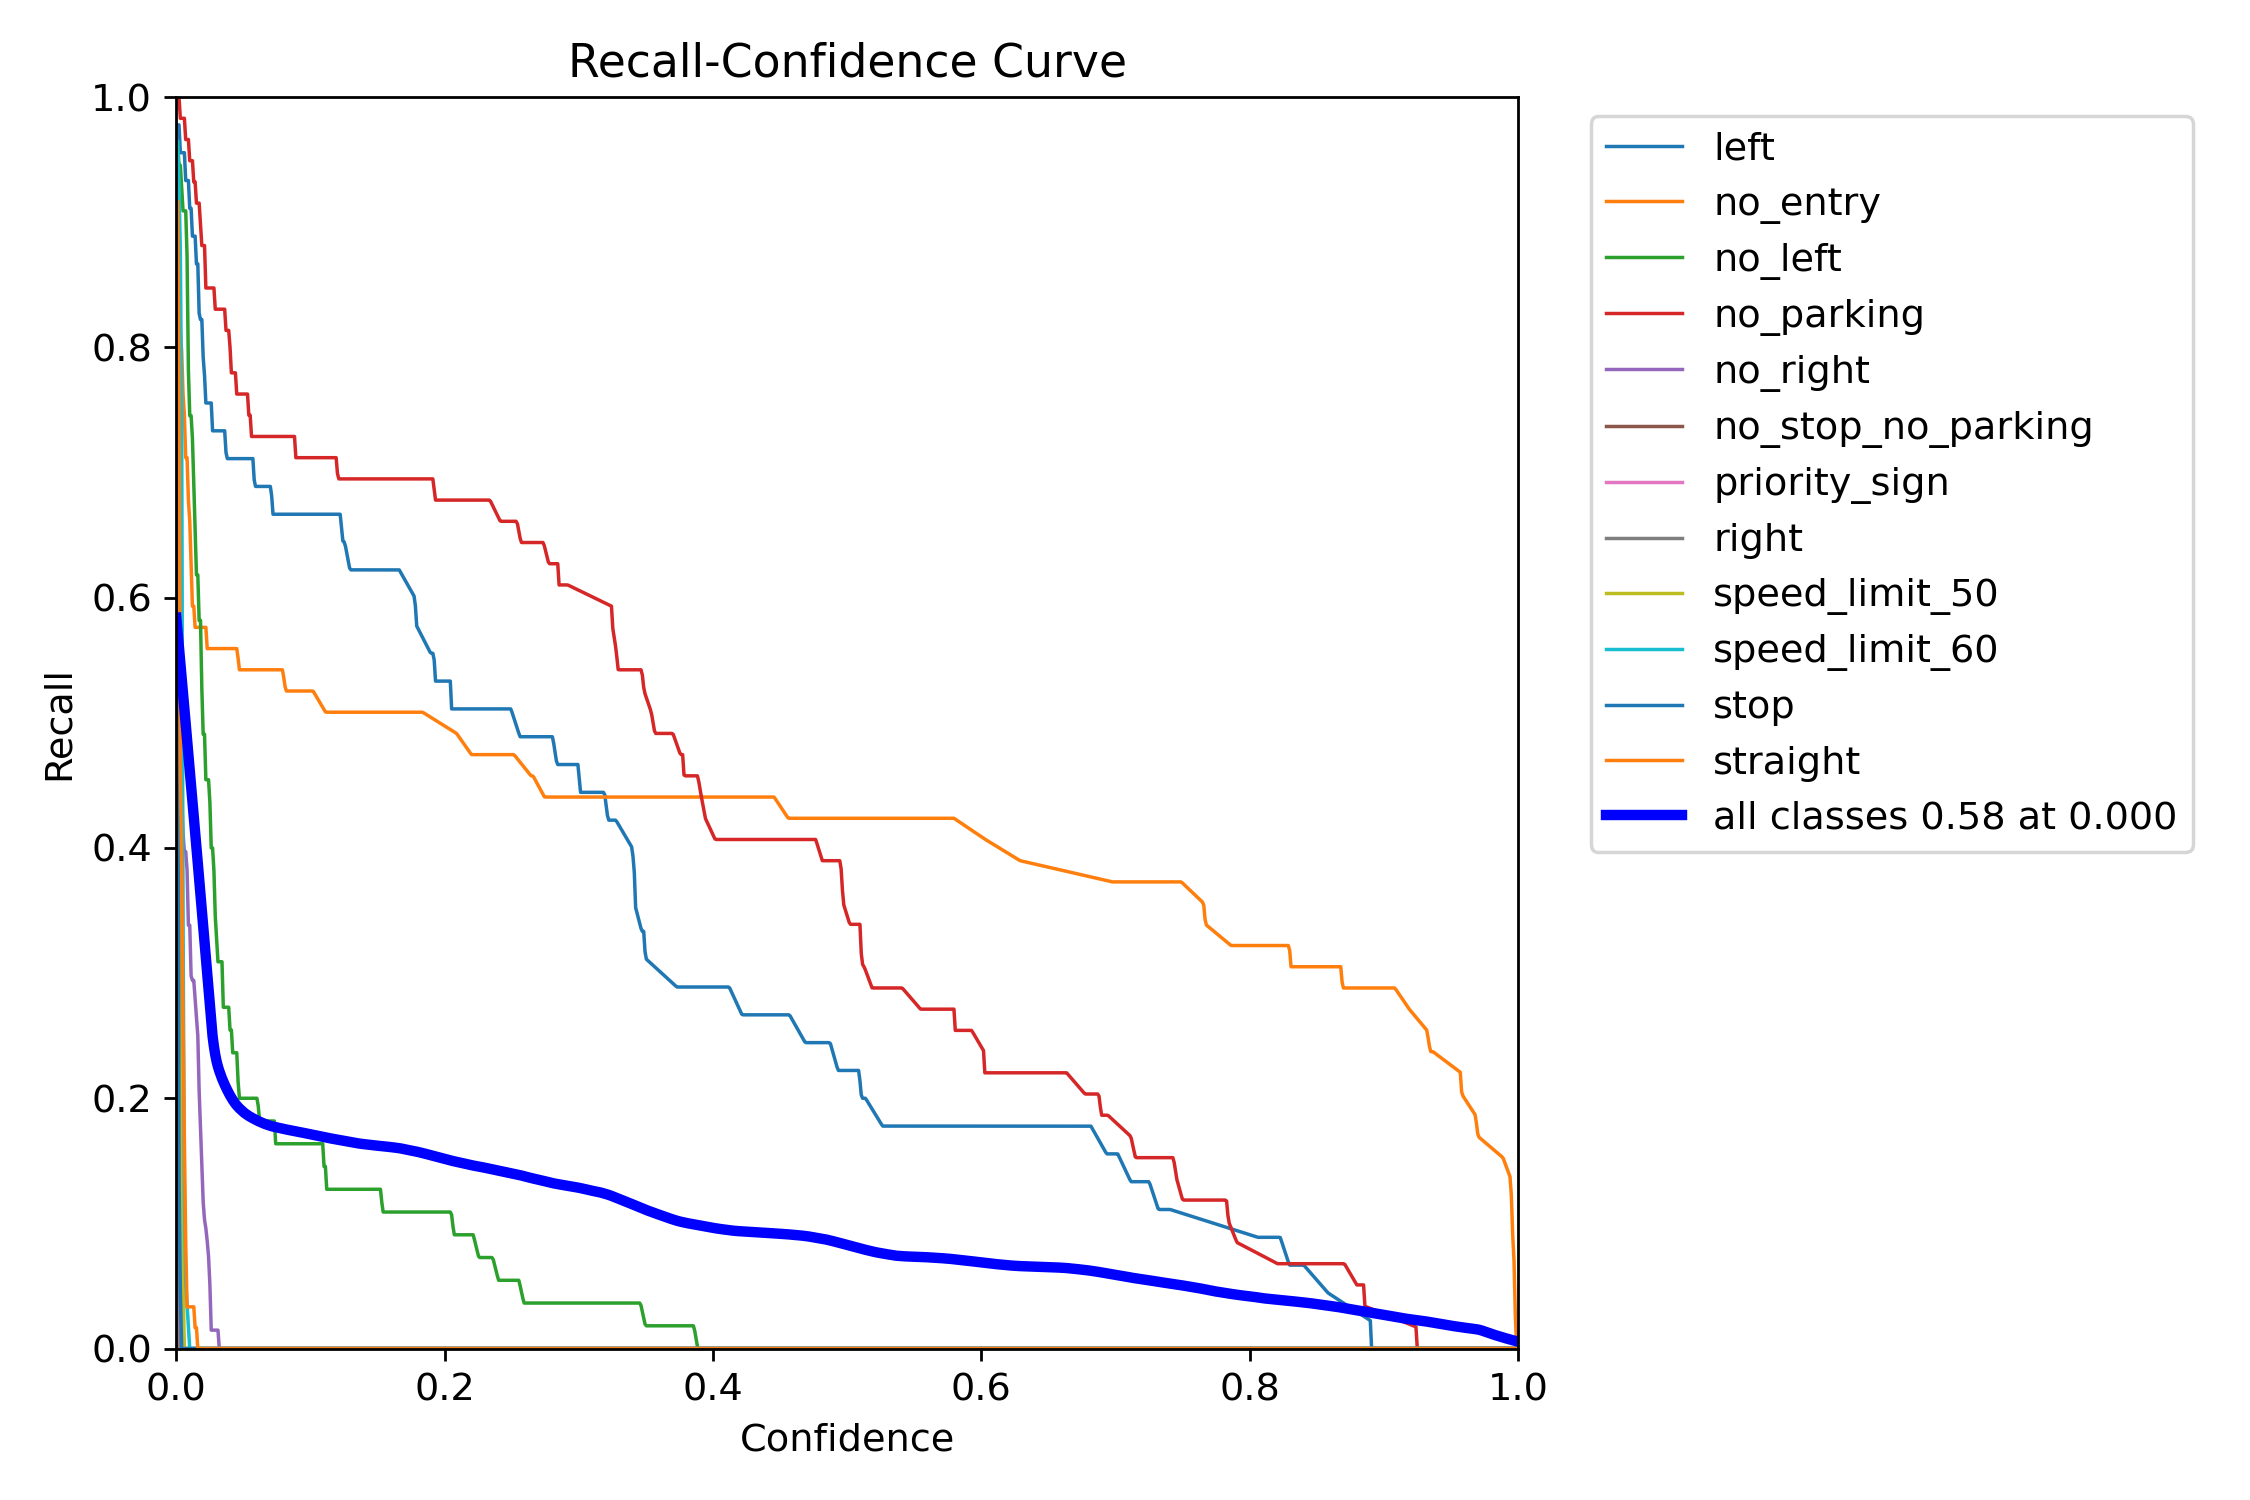 Recall-Confidence Curve
1.0
0.8
0.6
0.4
0.2
0.0
Recall
0.0 0.2 0.4 0.6 0.8 1.0
Confidence
left
no_entry
no_left
no_parking
no_right
no_stop_no_parking
priority_sign
right
speed_limit_50
speed_limit_60
stop
straight
all classes 0.58 at 0.000